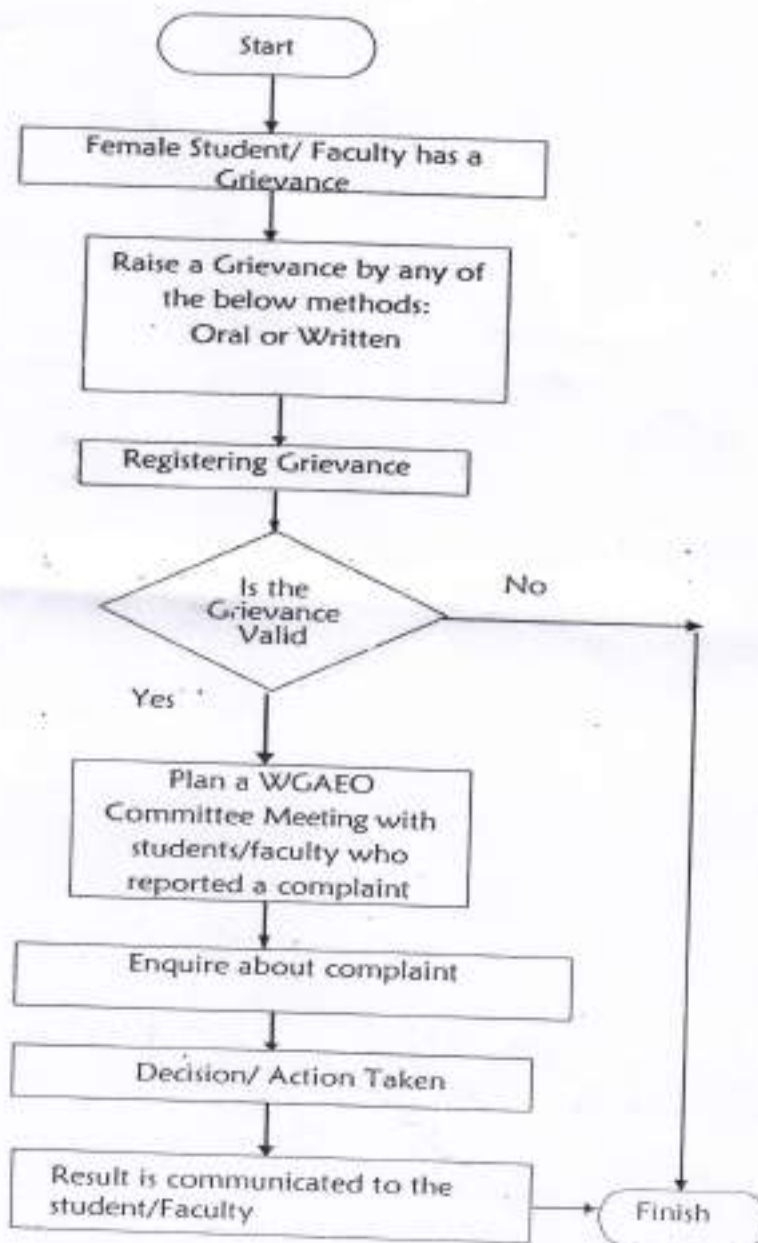 Start
Female Student/ Faculty has a
Grievance
Raise a Grievance by any of
the below methods:
Oral or Written
Registering Grievance
Is the
Grievance
Valid
No
Yes
Plan a WGAEO
Committee Meeting with
students/faculty who
reported a complaint
Enquire about complaint
Decision/ Action Taken
Result is communicated to the
student/Faculty
Finish